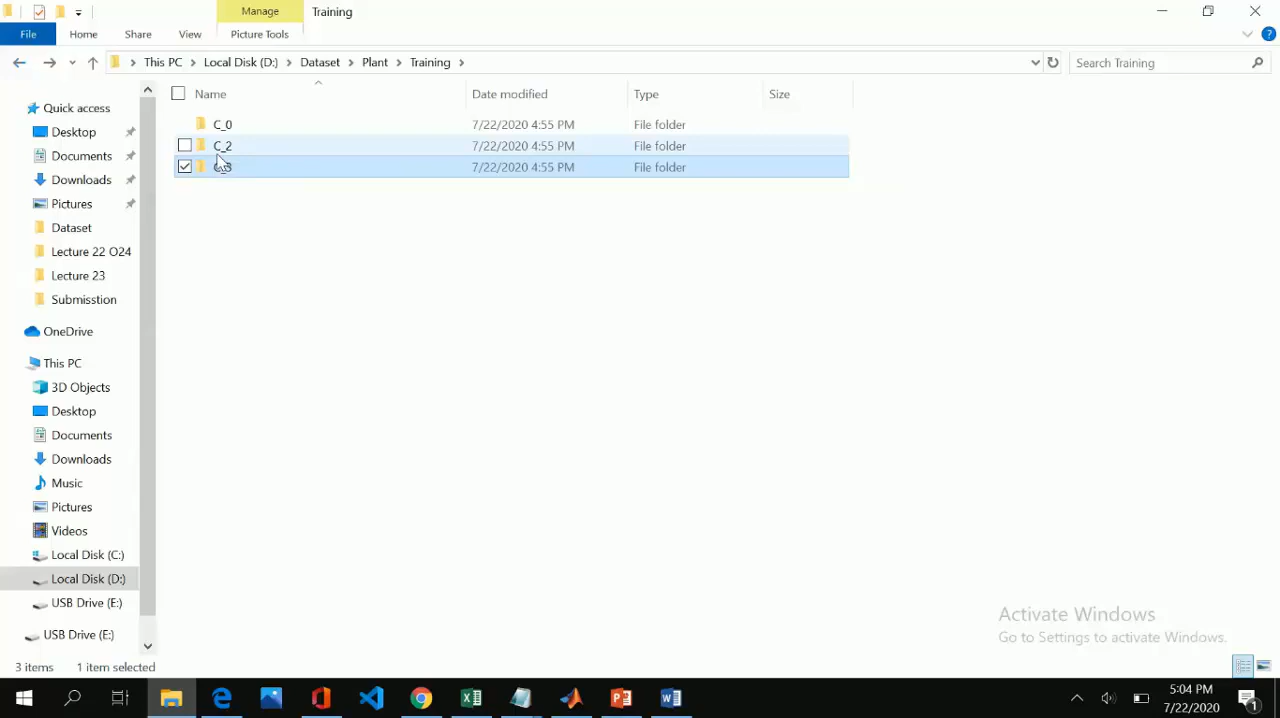 Manage
Training
File
Home
Share
View
Picture Tools
This PC
Local Disk (D:)
Dataset
Plant
Training
Search Training
Name
Date modified
Type
Size
C_0
7/22/2020 4:55 PM
File folder
C_2
7/22/2020 4:55 PM
File folder
7/22/2020 4:55 PM
File folder
Quick access
Desktop
Documents
Downloads
Pictures
Dataset
Lecture 22 O24
Lecture 23
Submisstion
OneDrive
This PC
3D Objects
Desktop
Documents
Downloads
Music
Pictures
Videos
Local Disk (C:)
Local Disk (D:)
USB Drive (E:)
USB Drive (E:)
Activate Windows
Go to Settings to activate Windows.
3 items
1 item selected
5:04 PM
7/22/2020
1